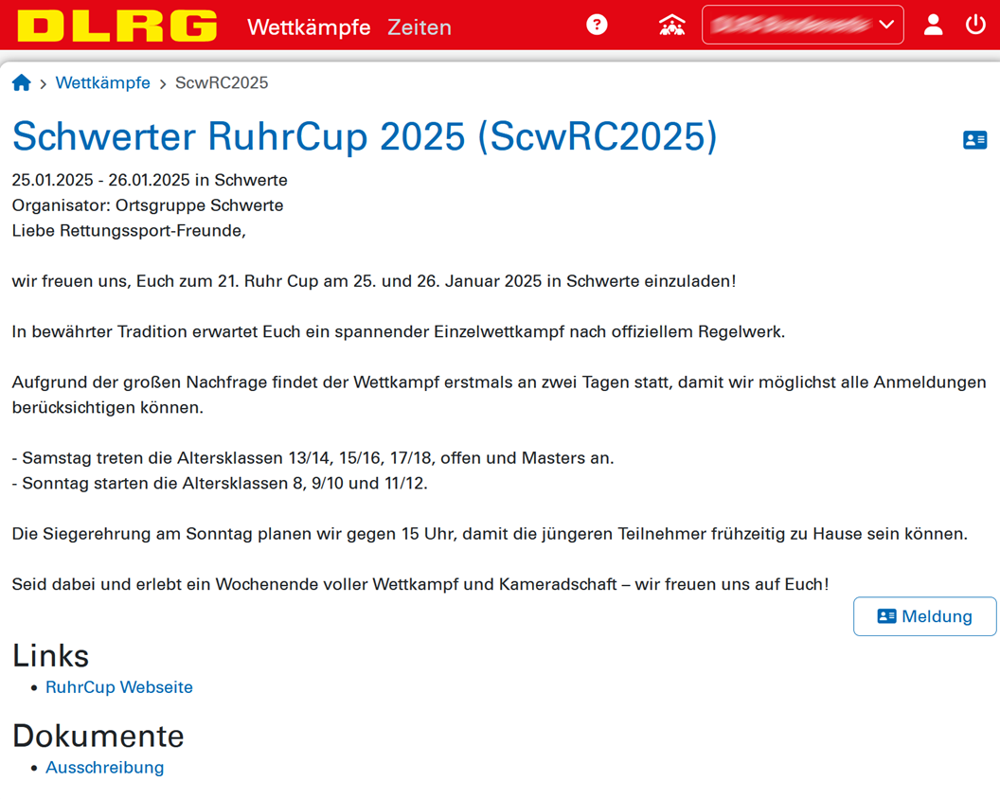 DLRG Wettkämpfe Zeiten
Wettkämpfe ScwRC2025
Schwerter RuhrCup 2025 (ScwRC2025)
25.01.2025 - 26.01.2025 in Schwerte
Organisator: Ortsgruppe Schwerte
Liebe Rettungssport-Freunde,
wir freuen uns, Euch zum 21. Ruhr Cup am 25. und 26. Januar 2025 in Schwerte einzuladen!
In bewährter Tradition erwartet Euch ein spannender Einzelwettkampf nach offiziellem Regelwerk.
Aufgrund der großen Nachfrage findet der Wettkampf erstmals an zwei Tagen statt, damit wir möglichst alle Anmeldungen
berücksichtigen können.
- Samstag treten die Altersklassen 13/14, 15/16, 17/18, offen und Masters an.
- Sonntag starten die Altersklassen 8, 9/10 und 11/12.
Die Siegerehrung am Sonntag planen wir gegen 15 Uhr, damit die jüngeren Teilnehmer frühzeitig zu Hause sein können.
Seid dabei und erlebt ein Wochenende voller Wettkampf und Kameradschaft – wir freuen uns auf Euch!
Meldung
Links
• RuhrCup Webseite
Dokumente
• Ausschreibung